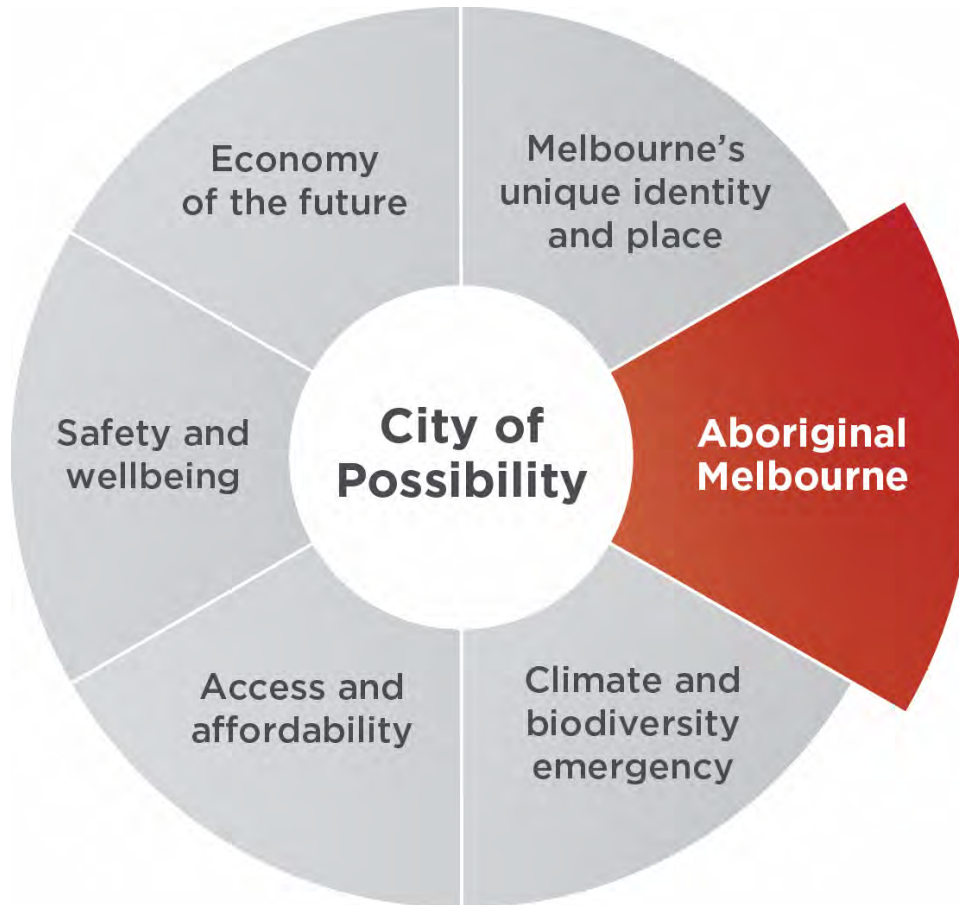 Economy
of the future
Melbourne’s
unique identity
and place
Safety and
wellbeing
City of
Possibility
Aboriginal
Melbourne
Access and
affordability
Climate and
biodiversity
emergency